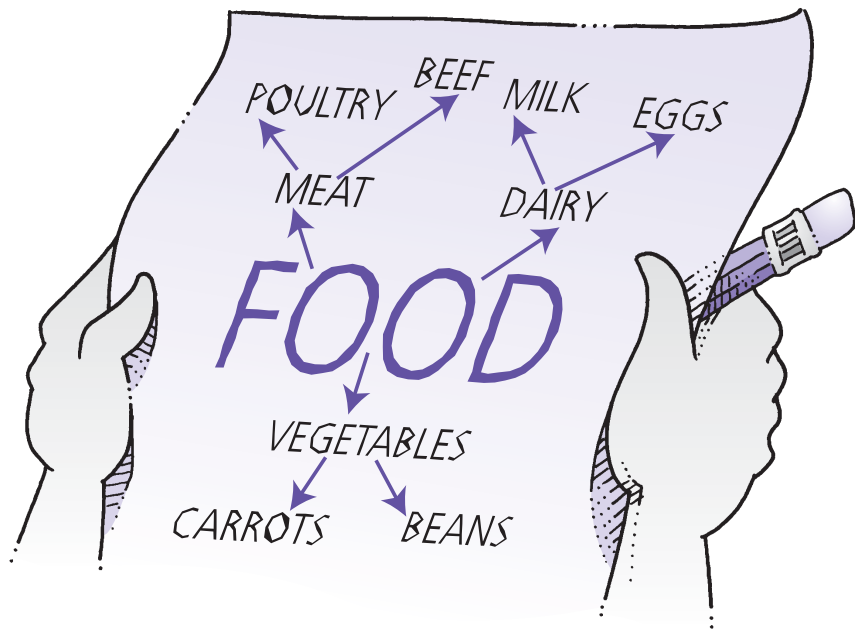 BEEF
POULTRY
MILK
EGGS
MEAT
DAIRY
FOOD
VEGETABLES
CARROTS
BEANS